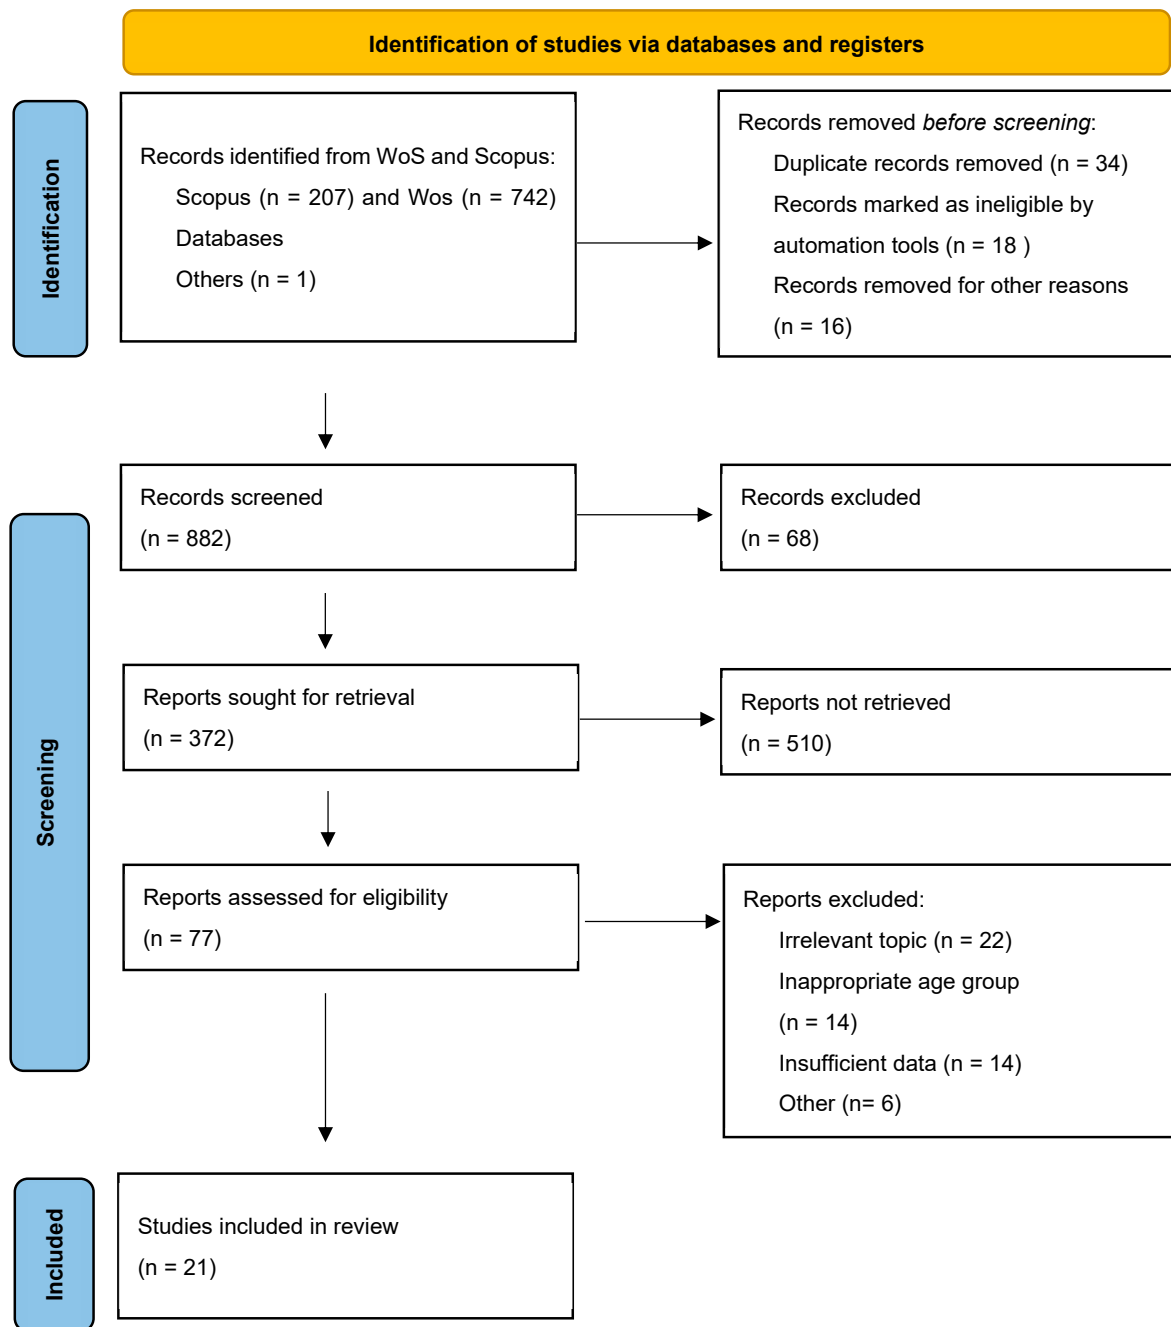 Identification of studies via databases and registers
Identification
Records identified from WoS and Scopus:
Scopus (n = 207) and Wos (n = 742)
Databases
Others (n = 1)
Records removed before screening:
Duplicate records removed (n = 34)
Records marked as ineligible by
automation tools (n = 18 )
Records removed for other reasons
(n = 16)
Screening
Records screened
(n = 882)
Records excluded
(n = 68)
Reports sought for retrieval
(n = 372)
Reports not retrieved
(n = 510)
Reports assessed for eligibility
(n = 77)
Reports excluded:
Irrelevant topic (n = 22)
Inappropriate age group
(n = 14)
Insufficient data (n = 14)
Other (n= 6)
Included
Studies included in review
(n = 21)